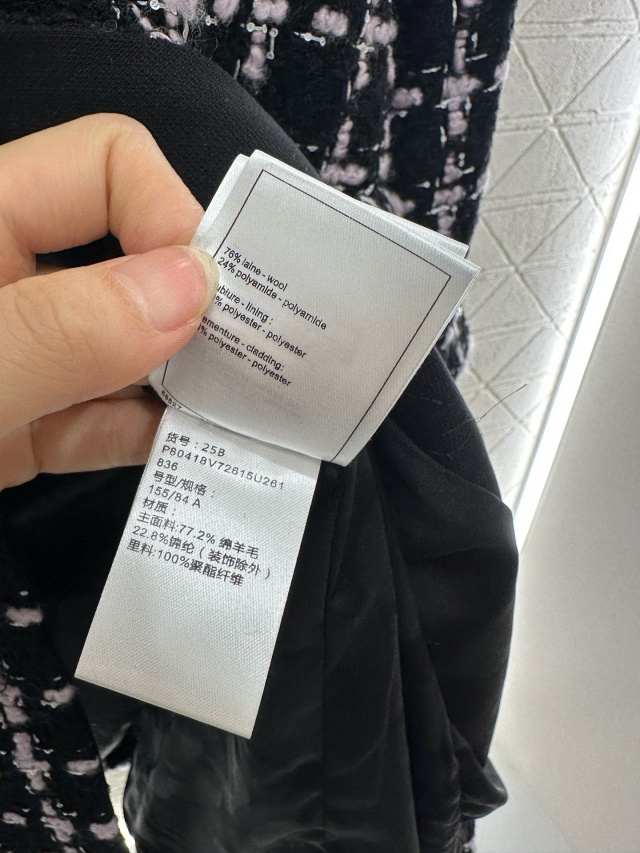 76% laine - wool
24% polyamide - polyamide
- lining :
% polyester - polyester
- cladding:
% polyester - polyester
货号：25B
P80418V72615U261
836
号型/规格：
155/84 A
材质：
主面料:77.2% 绵羊毛
22.8%锦纶（装饰除外）
里料:100%聚酯纤维